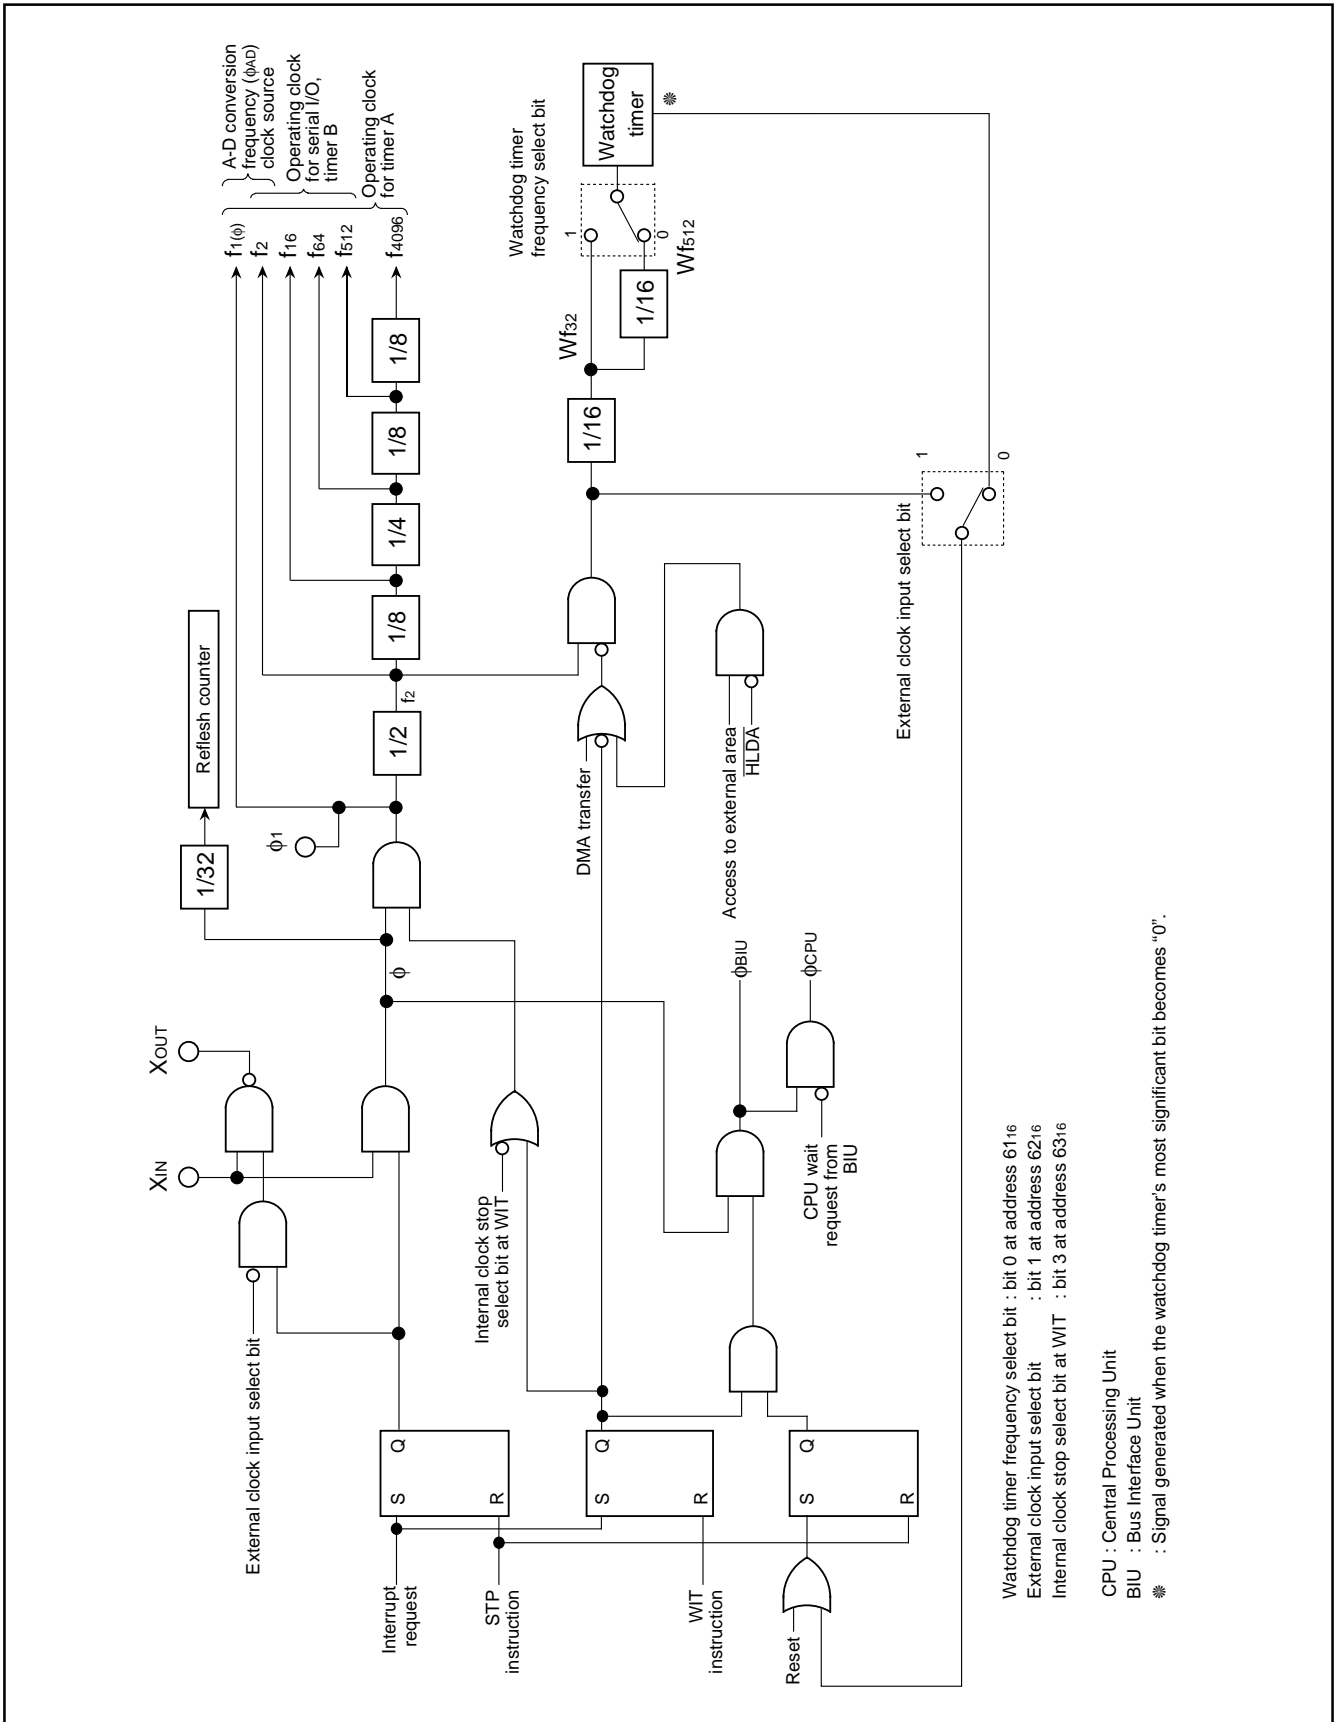 A-D conversion
frequency (ϕAD)
clock source
Operating clock
for serial I/O,
timer B
Operating clock
for timer A
f1(ϕ)
f2
f16
f64
f512
f4096
1/8
1/8
1/4
1/8
f2
1/2
Reflesh counter
1/32
ϕ1
ϕ
XOUT
XIN
External clock input select bit
Internal clock stop
select bit at WIT
Interrupt
request
STP
instruction
WIT
instruction
Reset
Q
S
R
Q
S
R
Q
S
R
Watchdog timer
frequency select bit
Watchdog
timer
❋
1
0
Wf32
Wf512
1/16
1/16
DMA transfer
Access to external area
HLDA
External clcok input select bit
1
0
ϕBIU
ϕCPU
CPU wait
request from
BIU
Watchdog timer frequency select bit : bit 0 at address 6116
External clock input select bit : bit 1 at address 6216
Internal clock stop select bit at WIT : bit 3 at address 6316
CPU : Central Processing Unit
BIU : Bus Interface Unit
❋ : Signal generated when the watchdog timer's most significant bit becomes “0”.